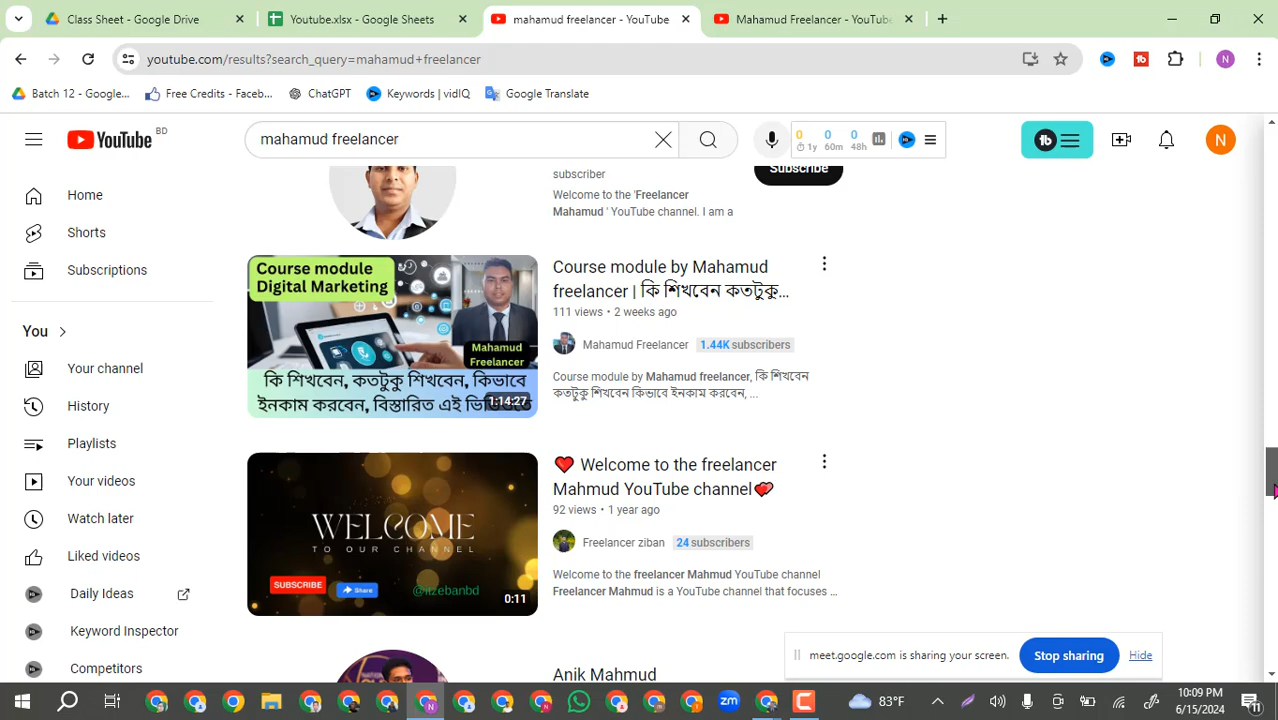 Class Sheet - Google Drive
Youtube.xlsx - Google Sheets
mahamud freelancer - YouTube
Mahamud Freelancer - YouTube
youtube.com/results?search_query=mahamud+freelancer
Batch 12 - Google...
Free Credits - Faceb...
ChatGPT
Keywords | vidIQ
Google Translate
YouTube BD
mahamud freelancer
0 0 0
1y 60m 48h
tb
N
Home
Shorts
Subscriptions
You
Your channel
History
Playlists
Your videos
Watch later
Liked videos
Daily Ideas
Keyword Inspector
Competitors
subscriber
Subscribe
Welcome to the 'Freelancer
Mahamud ' YouTube channel. I am a
Course module
Digital Marketing
Mahamud
Freelancer
কি শিখবেন, কতটুকু শিখবেন, কিভাবে
ইনকাম করবেন, বিস্তারিত এই
1:14:27
Course module by Mahamud
freelancer | কি শিখবেন কতটুকু...
111 views • 2 weeks ago
Mahamud Freelancer 1.44K subscribers
Course module by Mahamud freelancer, কি শিখবেন
কতটুকু শিখবেন কিভাবে ইনকাম করবেন, ...
WELCOME
TO OUR CHANNEL
SUBSCRIBE
Share
@itzebanbd
0:11
❤️ Welcome to the freelancer
Mahmud YouTube channel💞
92 views • 1 year ago
Freelancer ziban 24 subscribers
Welcome to the freelancer Mahmud YouTube channel
Freelancer Mahmud is a YouTube channel that focuses ...
Anik Mahmud
meet.google.com is sharing your screen.
Stop sharing
Hide
zm
83°F
10:09 PM
6/15/2024
11